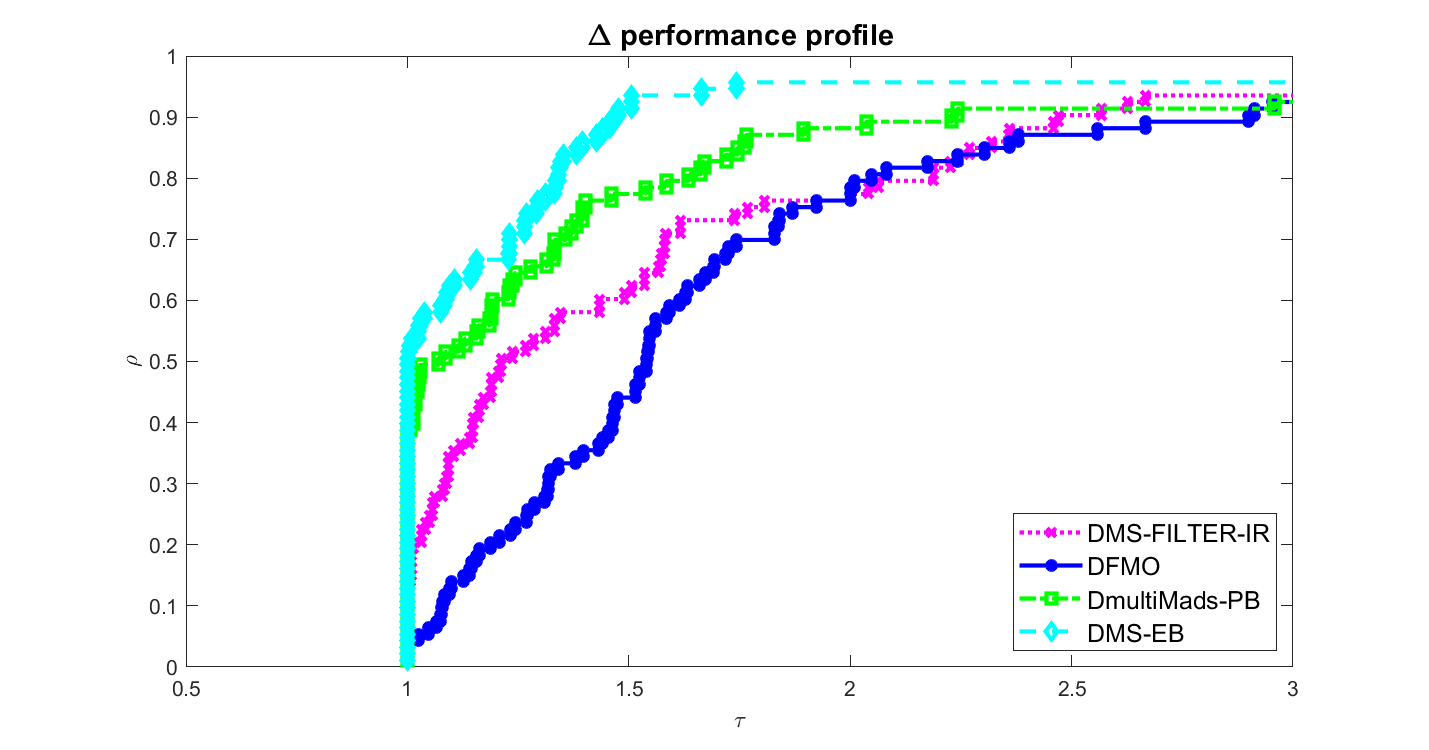 Δ performance profile
1
0.9
0.8
0.7
0.6
0.5
0.4
0.3
0.2
0.1
0
ρ
0.5 1 1.5 2 2.5 3
τ
DMS-FILTER-IR
DFMO
DmultiMads-PB
DMS-EB